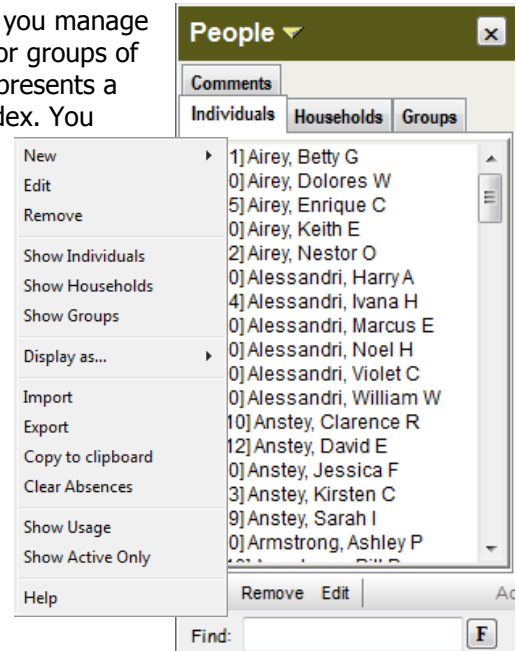 you manage
or groups of
presents a
dex. You
People
Comments
Individuals Households Groups
New
Edit
Remove
Show Individuals
Show Households
Show Groups
Display as...
Import
Export
Copy to clipboard
Clear Absences
Show Usage
Show Active Only
Help
1] Airey, Betty G
0] Airey, Dolores W
5] Airey, Enrique C
0] Airey, Keith E
2] Airey, Nestor O
0] Alessandri, Harry A
4] Alessandri, Ivana H
0] Alessandri, Marcus E
0] Alessandri, Noel H
0] Alessandri, Violet C
0] Alessandri, William W
10] Anstey, Clarence R
12] Anstey, David E
0] Anstey, Jessica F
3] Anstey, Kirsten C
9] Anstey, Sarah I
0] Armstrong, Ashley P
Remove Edit
Find: F